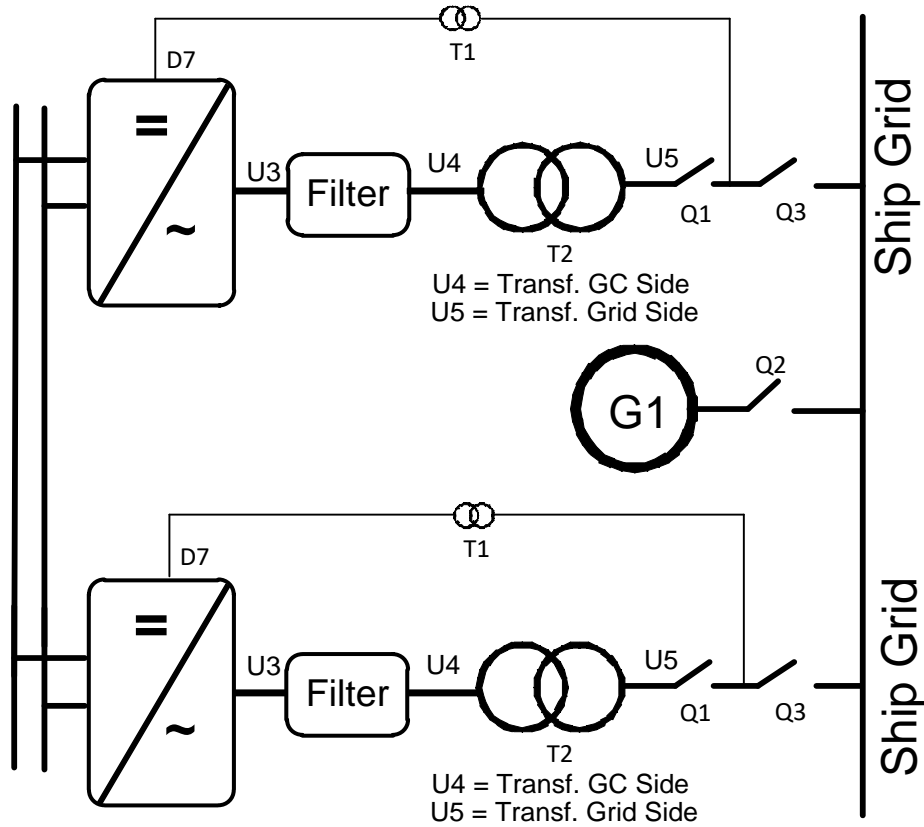 T1
D7
=
~
U3
Filter
U4
T2
U5
Q1
Q3
U4 = Transf. GC Side
U5 = Transf. Grid Side
Ship Grid
G1
Q2
T1
D7
=
~
U3
Filter
U4
T2
U5
Q1
Q3
U4 = Transf. GC Side
U5 = Transf. Grid Side
Ship Grid